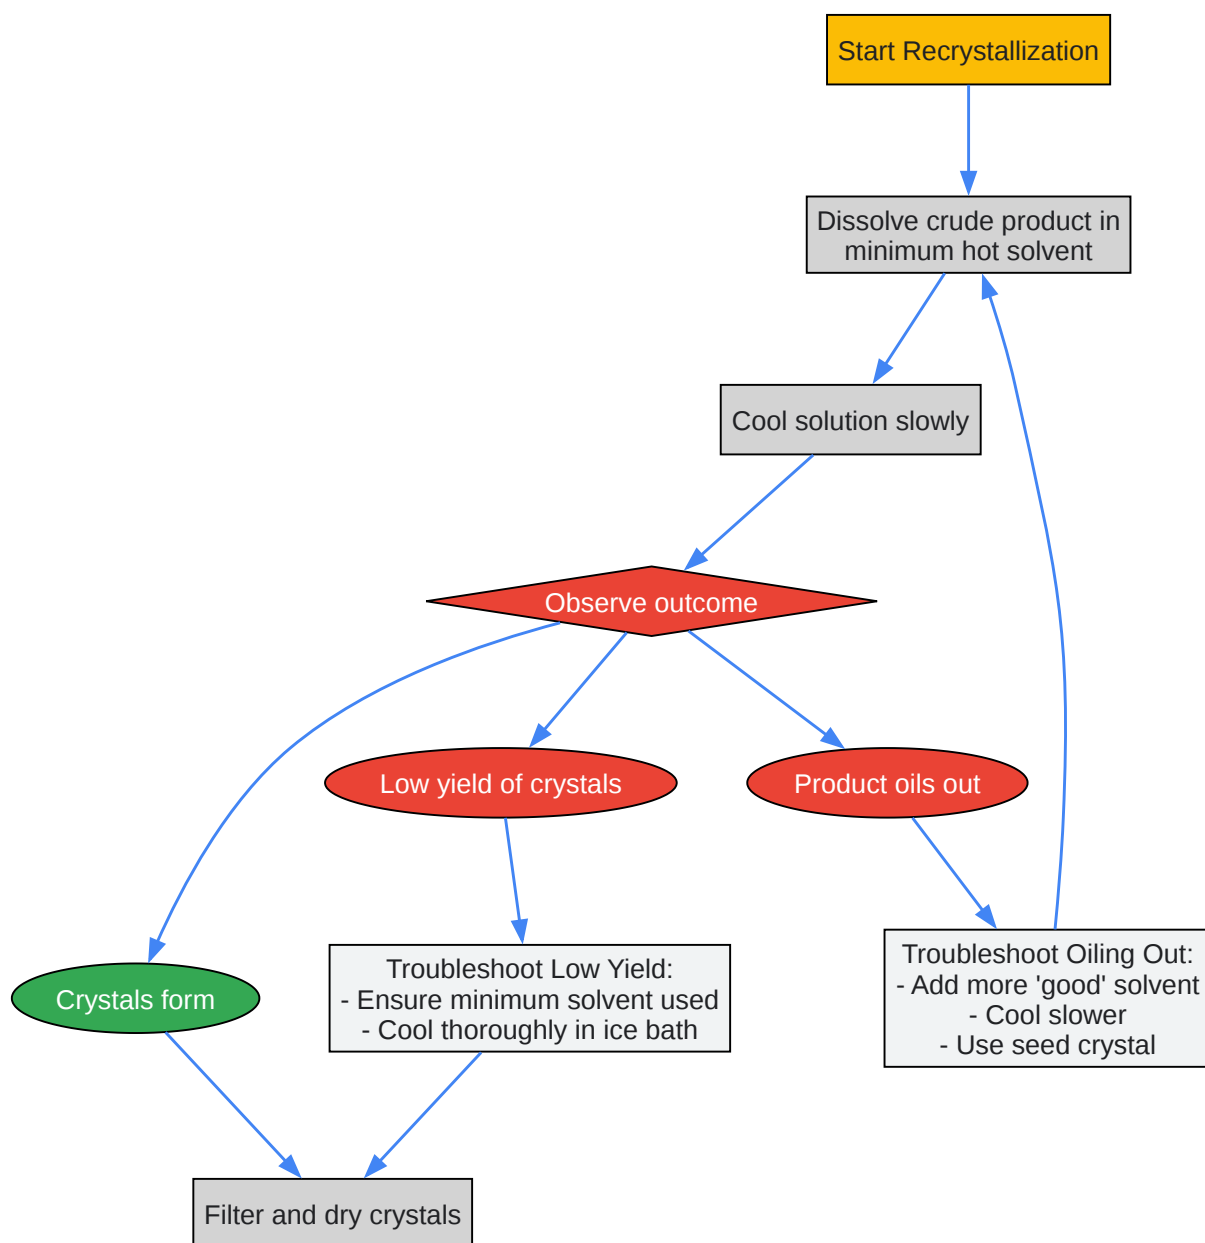 Start Recrystallization
Dissolve crude product in
minimum hot solvent
Cool solution slowly
Observe outcome
Low yield of crystals
Product oils out
Crystals form
Troubleshoot Low Yield:
- Ensure minimum solvent used
- Cool thoroughly in ice bath
Troubleshoot Oiling Out:
- Add more 'good' solvent
- Cool slower
- Use seed crystal
Filter and dry crystals